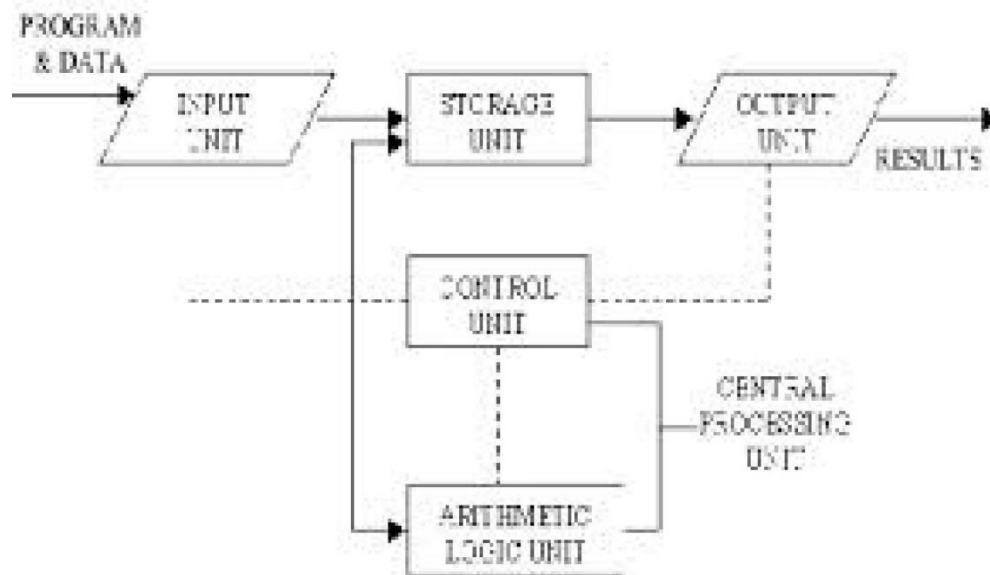 PROGRAM
& DATA
INPUT
UNIT
STORAGE
UNIT
OUTPUT
UNIT
RESULTS
CONTROL
UNIT
CENTRAL
PROCESSING
UNIT
ARITHMETIC
LOGIC UNIT